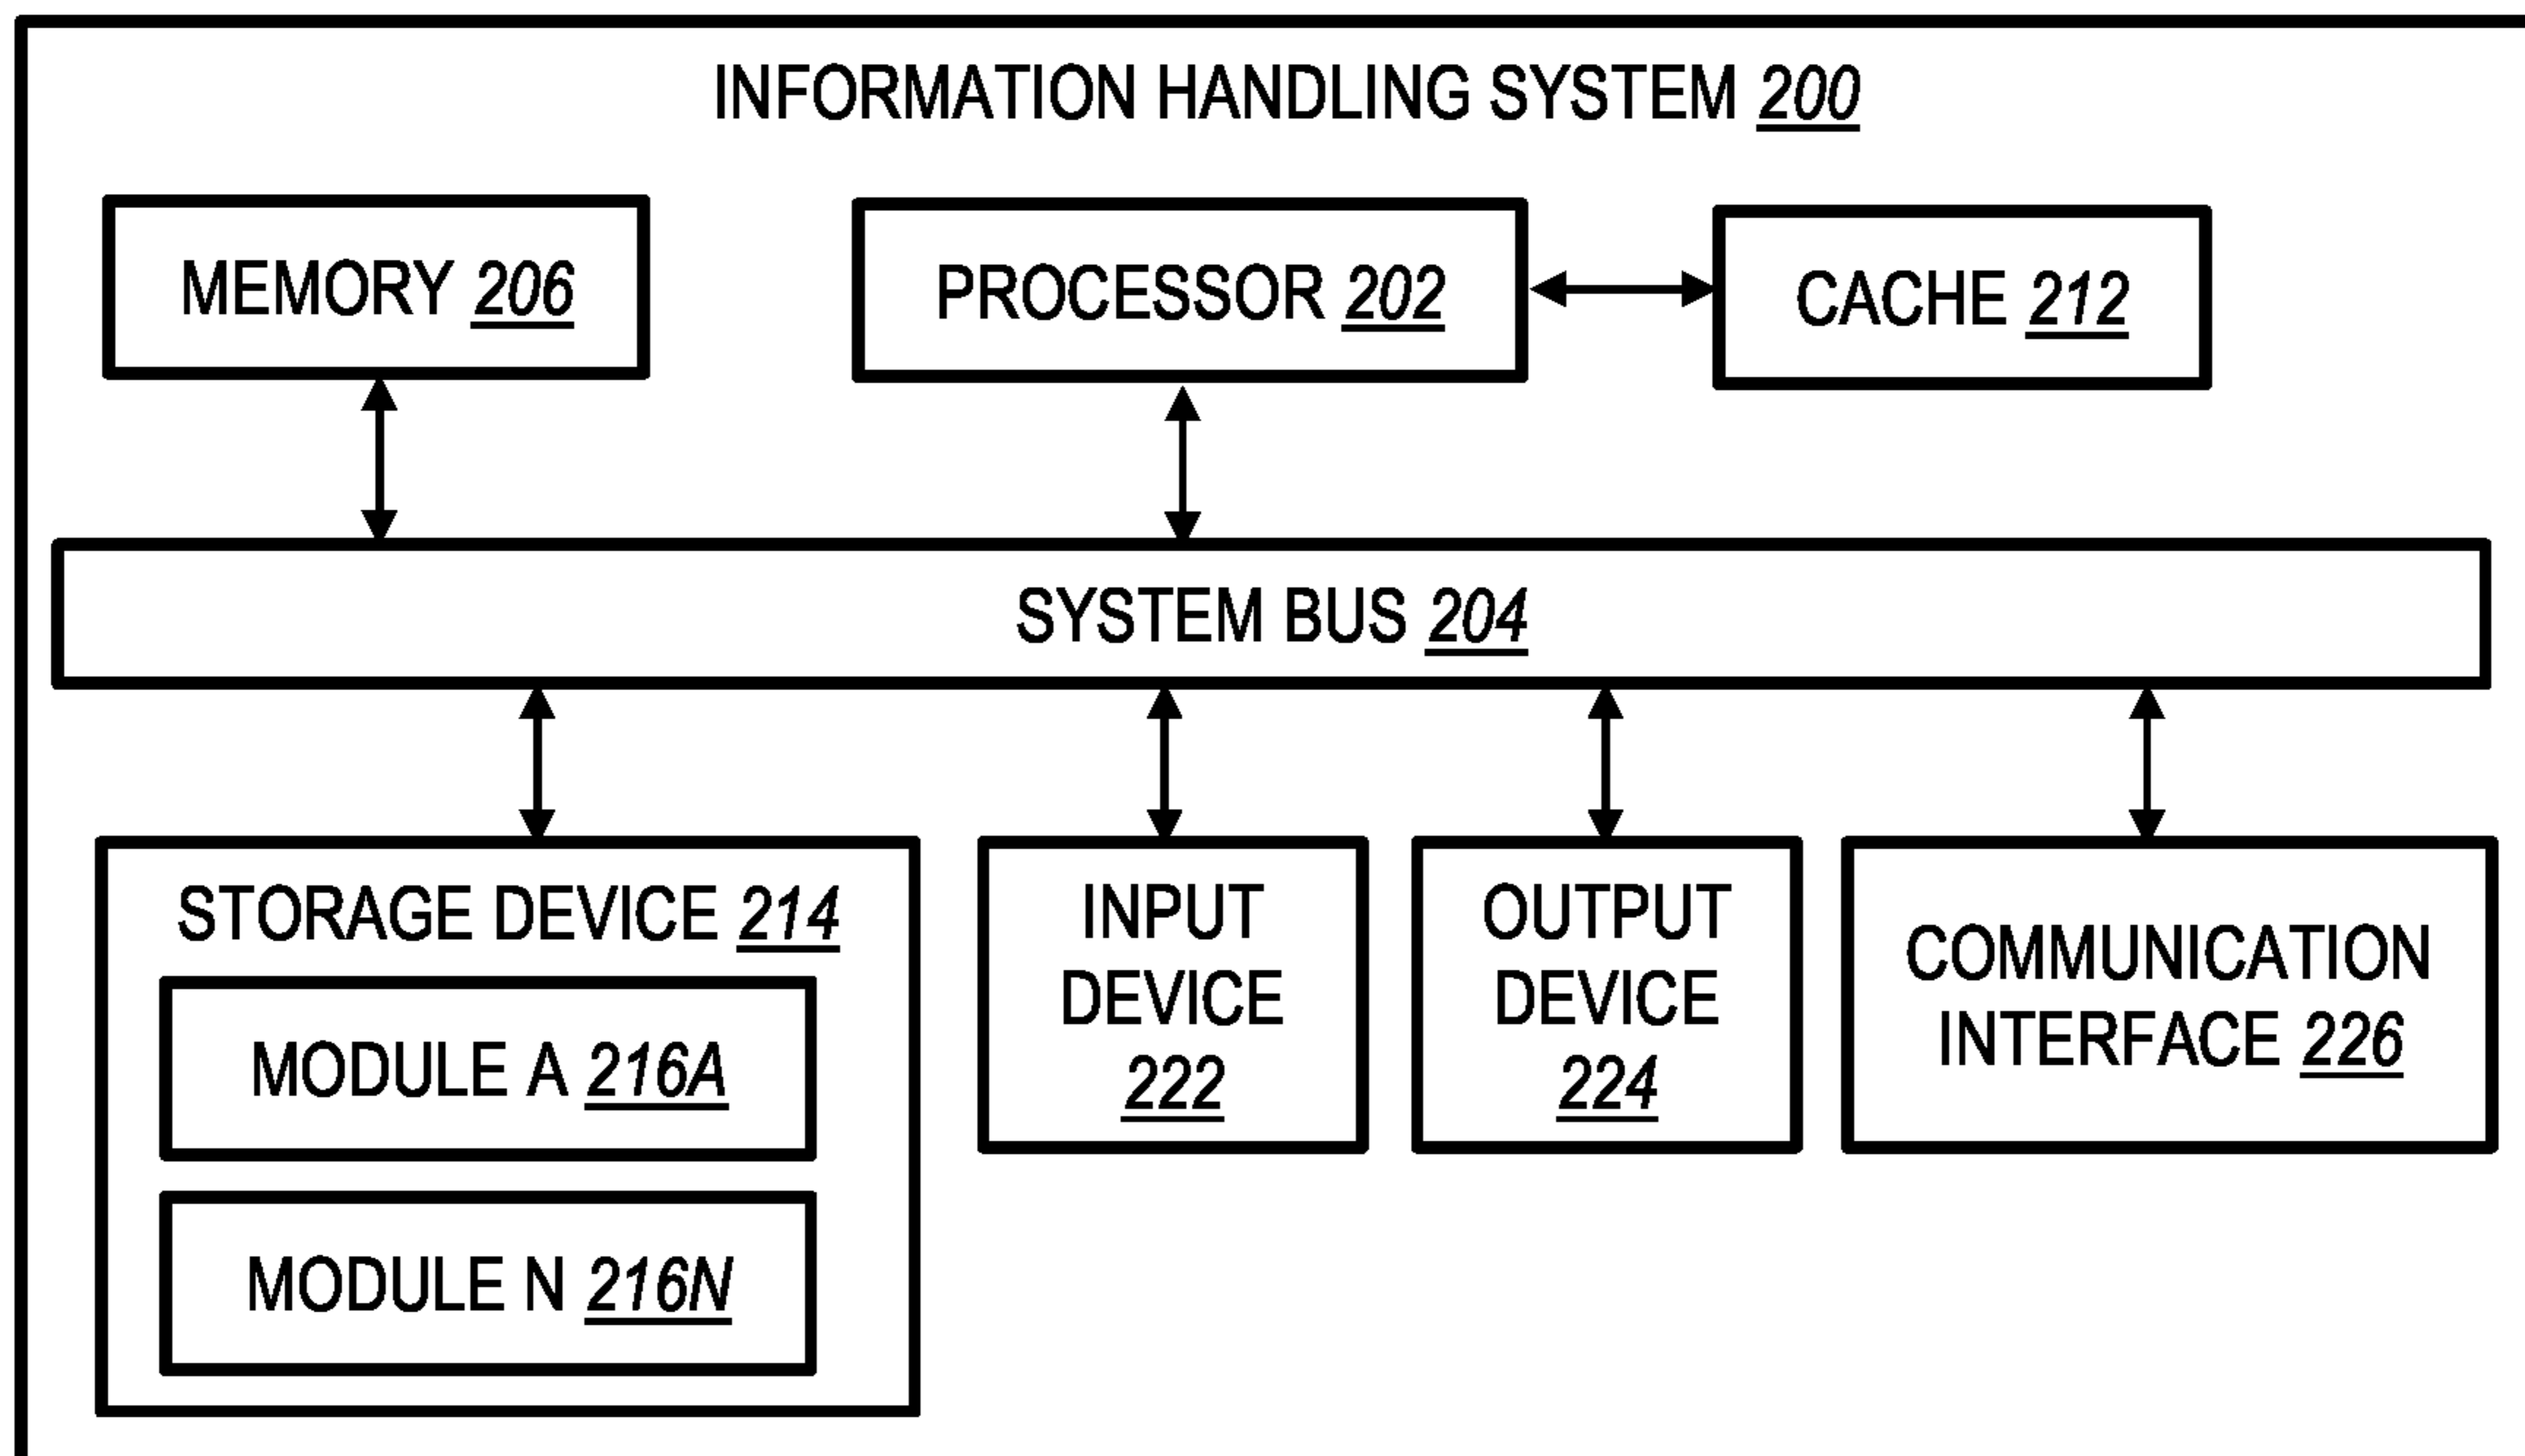 INFORMATION HANDLING SYSTEM 200
MEMORY 206
PROCESSOR 202
CACHE 212
SYSTEM BUS 204
STORAGE DEVICE 214
MODULE A 216A
MODULE N 216N
INPUT
DEVICE
222
OUTPUT
DEVICE
224
COMMUNICATION
INTERFACE 226